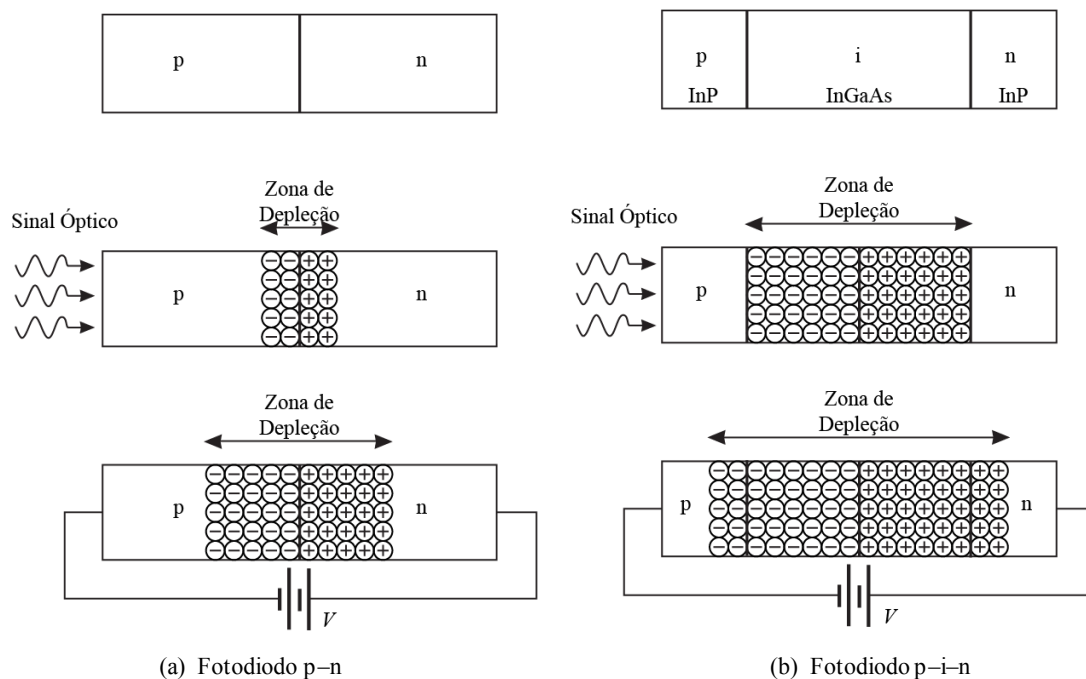 p
n
Zona de
Depleção
Sinal Óptico
p
n
Zona de
Depleção
p
n
V
(a) Fotodiodo p–n
p
i
n
InP
InGaAs
InP
Zona de
Depleção
Sinal Óptico
p
n
Zona de
Depleção
p
n
V
(b) Fotodiodo p–i–n